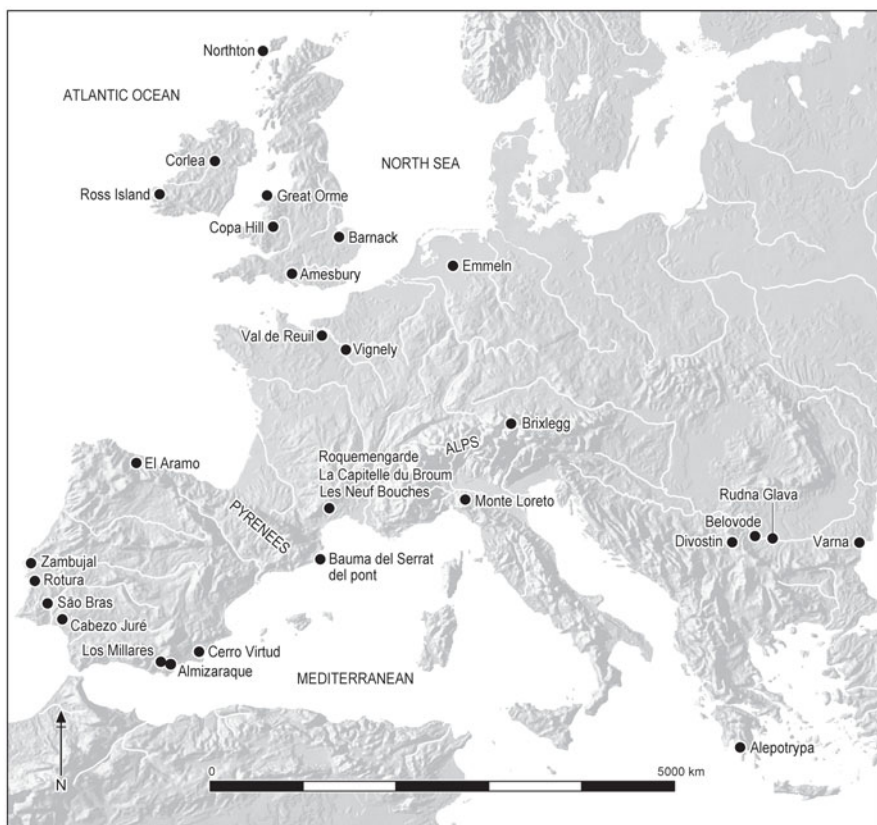 Northton
ATLANTIC OCEAN
Corlea
NORTH SEA
Ross Island
Great Orme
Copa Hill
Barnack
Emmeln
Amesbury
Val de Reuil
Vignely
Brixlegg
ALPS
Roquemengarde
La Capitelle du Broum
Les Neuf Bouches
El Aramo
Rudna Glava
Monte Loreto
PYRENEES
Belovode
Divostin
Varna
Zambujal
Bauma del Serrat
del pont
Rotura
São Bras
Cabezo Juré
Cerro Virtud
Los Millares
Almizaraque
MEDITERRANEAN
Alepotrypa
0
5000 km
N